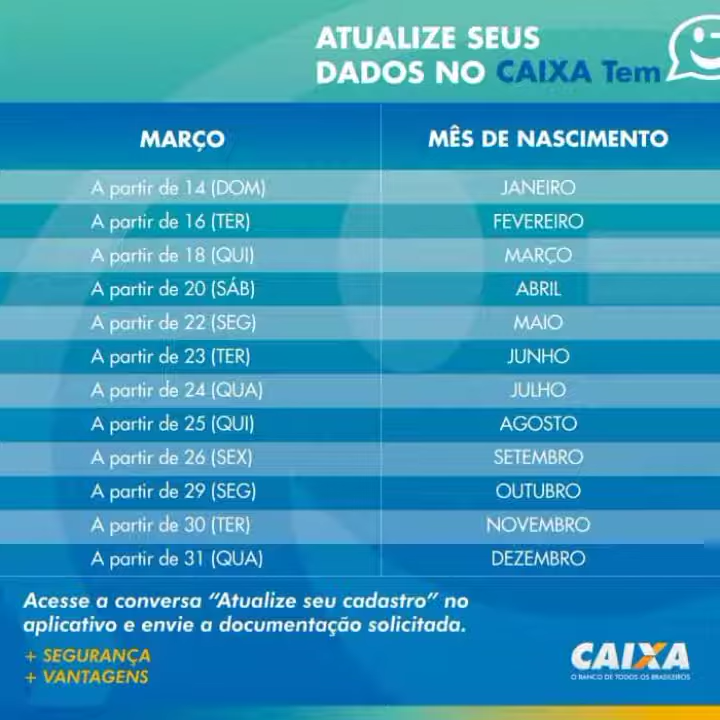 ATUALIZE SEUS
DADOS NO CAIXA Tem
MARÇO MÊS DE NASCIMENTO
A partir de 14 (DOM) JANEIRO
A partir de 16 (TER) FEVEREIRO
A partir de 18 (QUI) MARÇO
A partir de 20 (SÁB) ABRIL
A partir de 22 (SEG) MAIO
A partir de 23 (TER) JUNHO
A partir de 24 (QUA) JULHO
A partir de 25 (QUI) AGOSTO
A partir de 26 (SEX) SETEMBRO
A partir de 29 (SEG) OUTUBRO
A partir de 30 (TER) NOVEMBRO
A partir de 31 (QUA) DEZEMBRO
Acesse a conversa “Atualize seu cadastro” no
aplicativo e envie a documentação solicitada.
+ SEGURANÇA
+ VANTAGENS
CAIXA
O BANCO DE TODOS OS BRASILEIROS